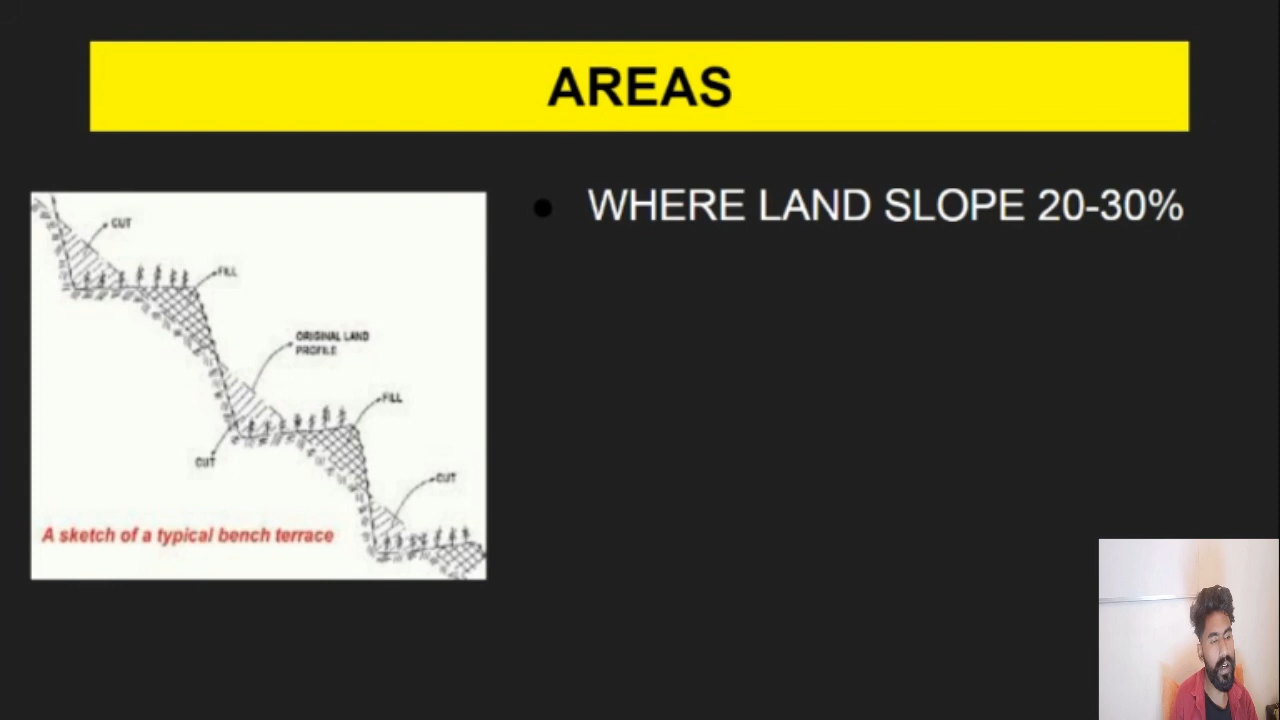 AREAS
WHERE LAND SLOPE 20-30%
CUT
FILL
ORIGINAL LAND
PROFILE
FILL
CUT
CUT
A sketch of a typical bench terrace